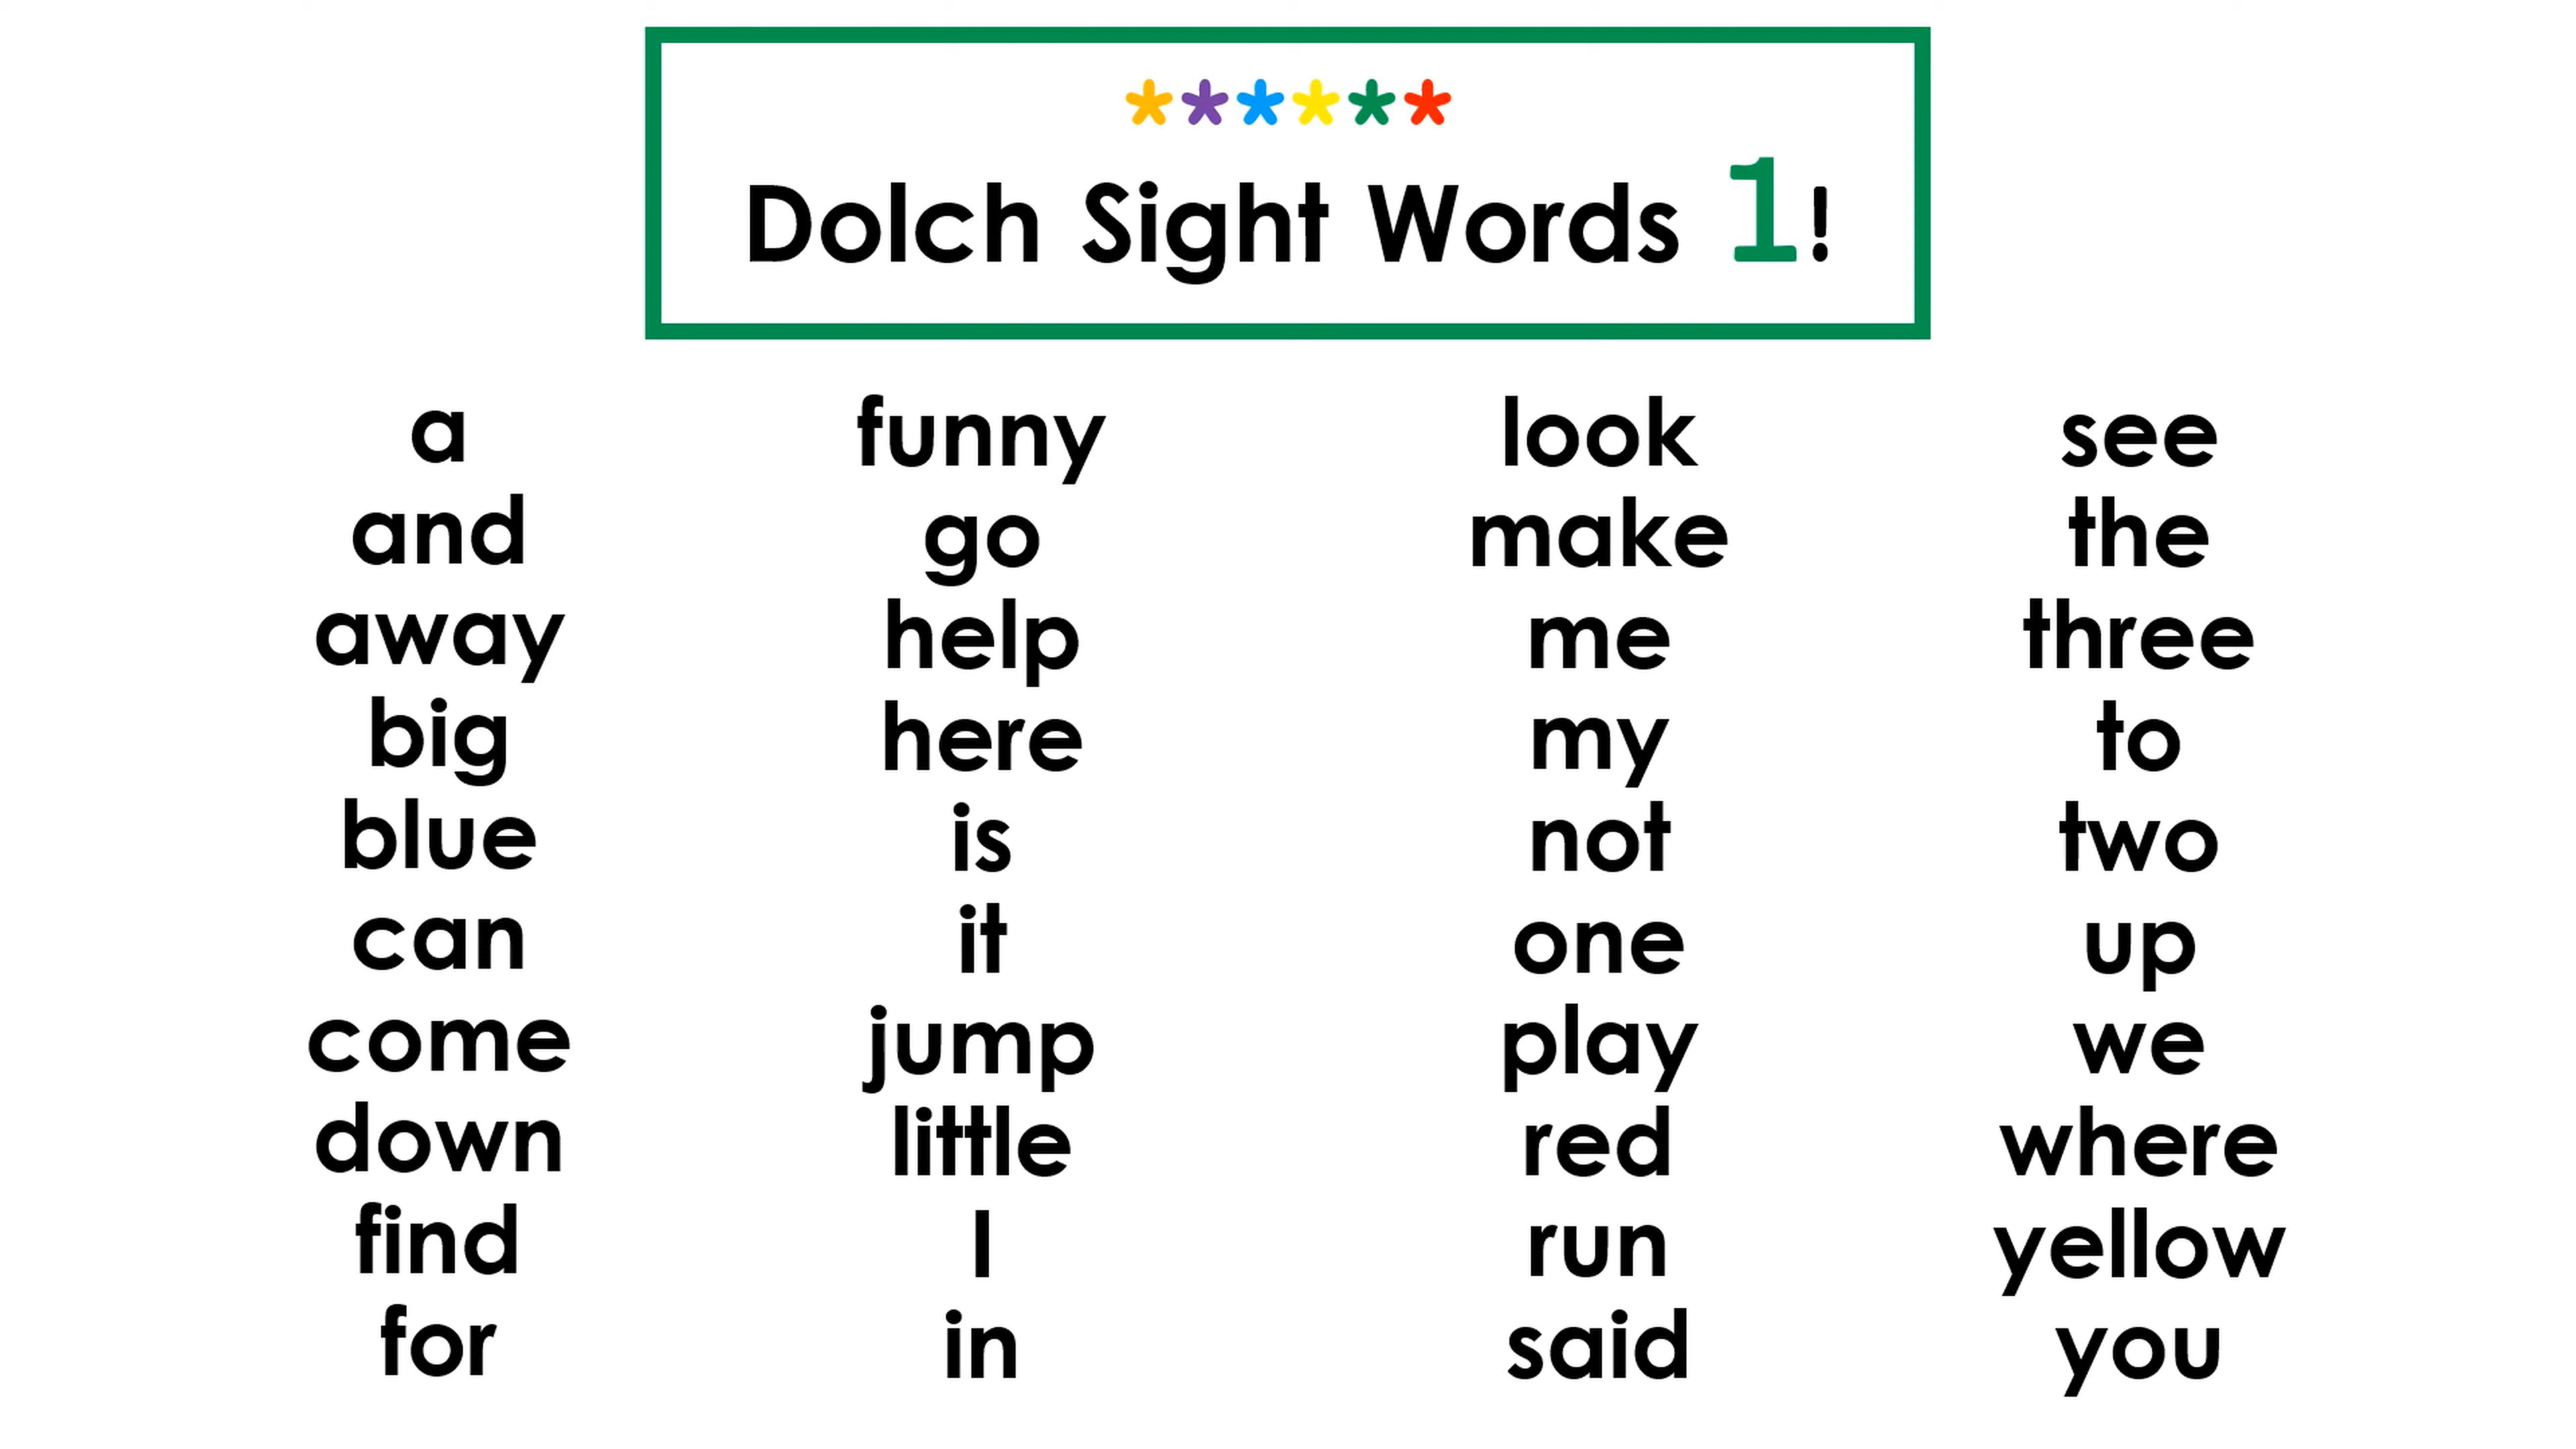 ******
Dolch Sight Words 1!
a
and
away
big
blue
can
come
down
find
for
funny
go
help
here
is
it
jump
little
I
in
look
make
me
my
not
one
play
red
run
said
see
the
three
to
two
up
we
where
yellow
you